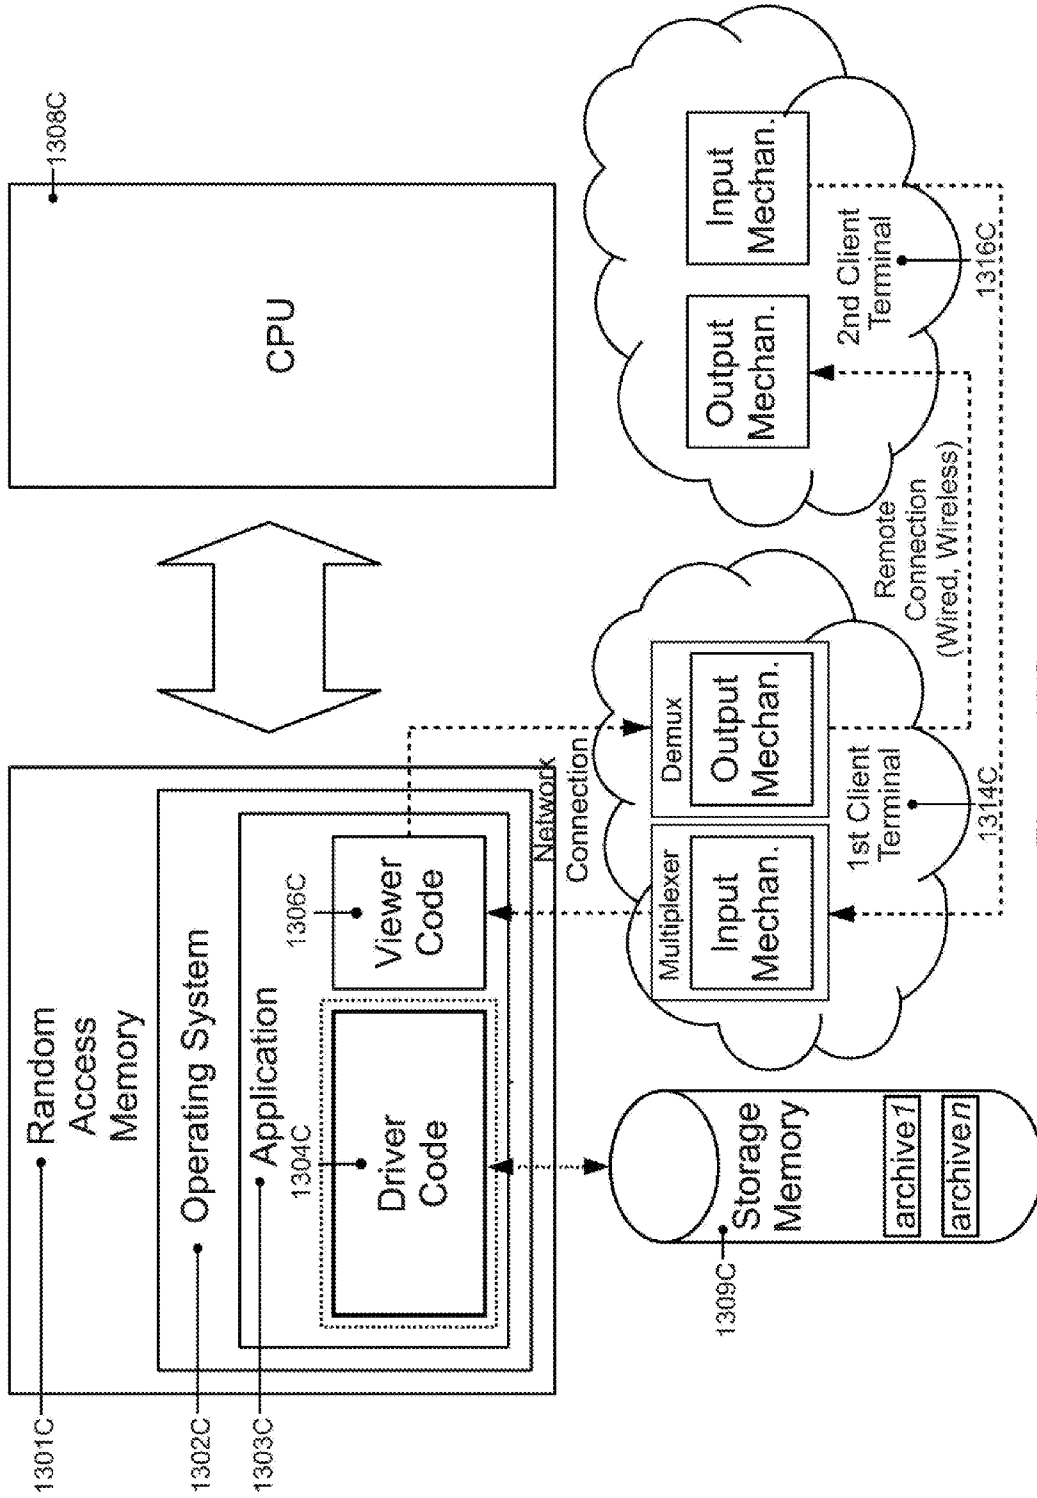 1301C
Random
Access
Memory
1302C
Operating System
1303C
Application
1304C
Driver
Code
1306C
Viewer
Code
CPU
1308C
Network
Connection
1309C
Storage
Memory
archive1
archiven
Multiplexer
Input
Mechan.
Demux
Output
Mechan.
1st Client
Terminal
1314C
Remote
Connection
(Wired, Wireless)
Output
Mechan.
Input
Mechan.
2nd Client
Terminal
1316C